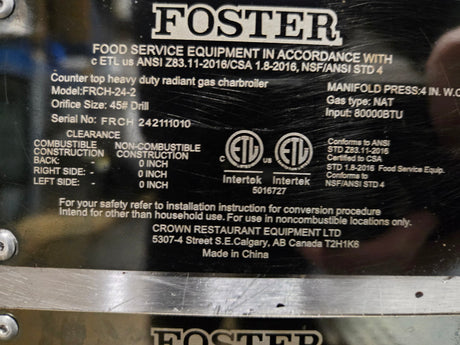 FOSTER
FOOD SERVICE EQUIPMENT IN ACCORDANCE WITH
c ETL us ANSI Z83.11-2016/CSA 1.8-2016, NSF/ANSI STD 4
Counter top heavy duty radiant gas charbroiler
Model:FRCH-24-2
MANIFOLD PRESS:4 IN. W.C
Orifice Size: 45# Drill
Gas type: NAT
Serial No: FRCH 242111010
Input: 80000BTU
CLEARANCE
COMBUSTIBLE NON-COMBUSTIBLE
CONSTRUCTION CONSTRUCTION
BACK: - 0 INCH
RIGHT SIDE: - 0 INCH
LEFT SIDE: - 0 INCH
c ETL us
Intertek
ETL
Intertek
5016727
Conforms to ANSI
STD Z83.11-2016
Certified to CSA
STD 1.8-2016 Food Service Equip.
Conforms to
NSF/ANSI STD 4
For your safety refer to installation instruction for conversion procedure
Intend for other than household use. For use in noncombustible locations only.
CROWN RESTAURANT EQUIPMENT LTD
5307-4 Street S.E.Calgary, AB Canada T2H1K6
Made in China
FOSTER